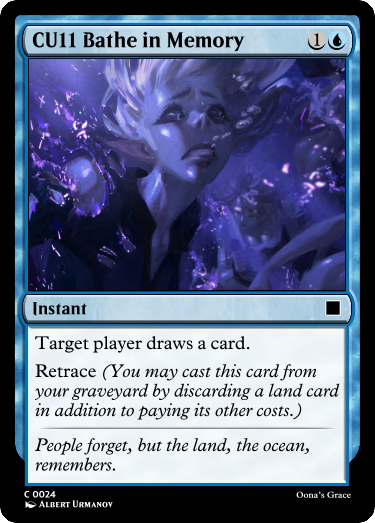 CU11 Bathe in Memory 1
Instant
Target player draws a card.
Retrace (You may cast this card from
your graveyard by discarding a land card
in addition to paying its other costs.)
People forget, but the land, the ocean,
remembers.
C 0024
Albert Urmanov
Oona's Grace